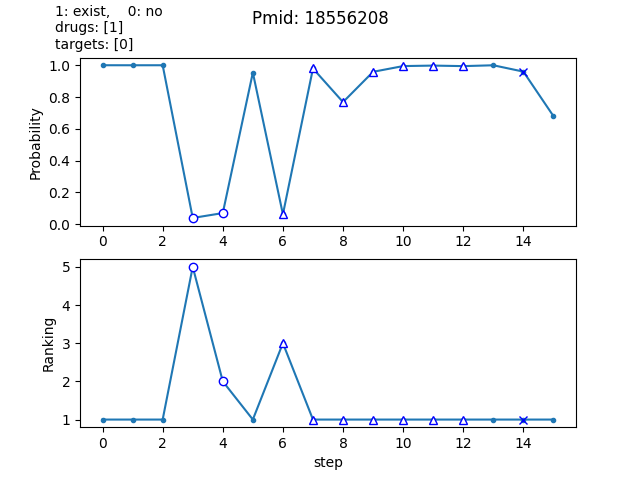 1: exist,    0: no
drugs: [1]
targets: [0]
Pmid: 18556208
Probability
1.0
0.8
0.6
0.4
0.2
0.0
0 2 4 6 8 10 12 14
Ranking
5
4
3
2
1
0 2 4 6 8 10 12 14
step